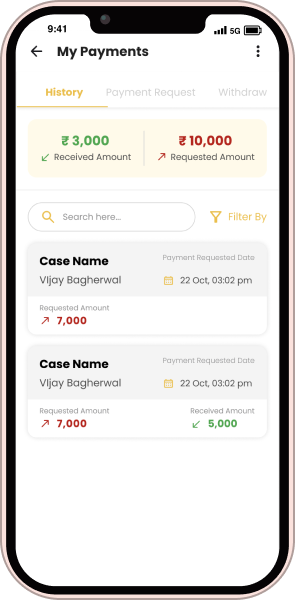 9:41 5G
My Payments
History Payment Request Withdraw
₹ 3,000 ₹ 10,000
Received Amount Requested Amount
Search here... Filter By
Case Name Payment Requested Date
VIjay Bagherwal 22 Oct, 03:02 pm
Requested Amount
7,000
Case Name Payment Requested Date
VIjay Bagherwal 22 Oct, 03:02 pm
Requested Amount Received Amount
7,000 5,000